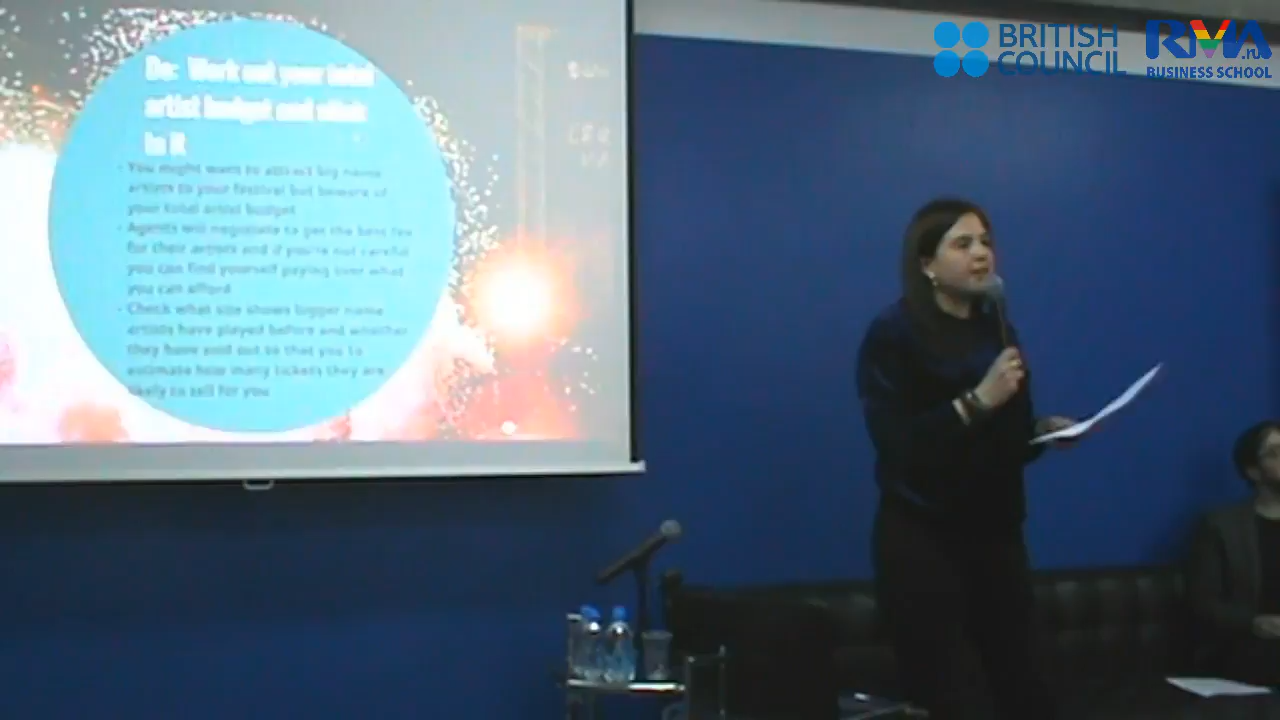 Do: Work out your total
artist budget and stick
to it
• You might want to attract big name
artists to your festival but beware of
your total artist budget
• Agents will negotiate to get the best fee
for their artists and if you're not careful
you can find yourself paying over what
you can afford
• Check what size shows bigger name
artists have played before and whether
they have sold out so that you to
estimate how many tickets they are
likely to sell for you
BRITISH
COUNCIL
RMA.ru
BUSINESS SCHOOL